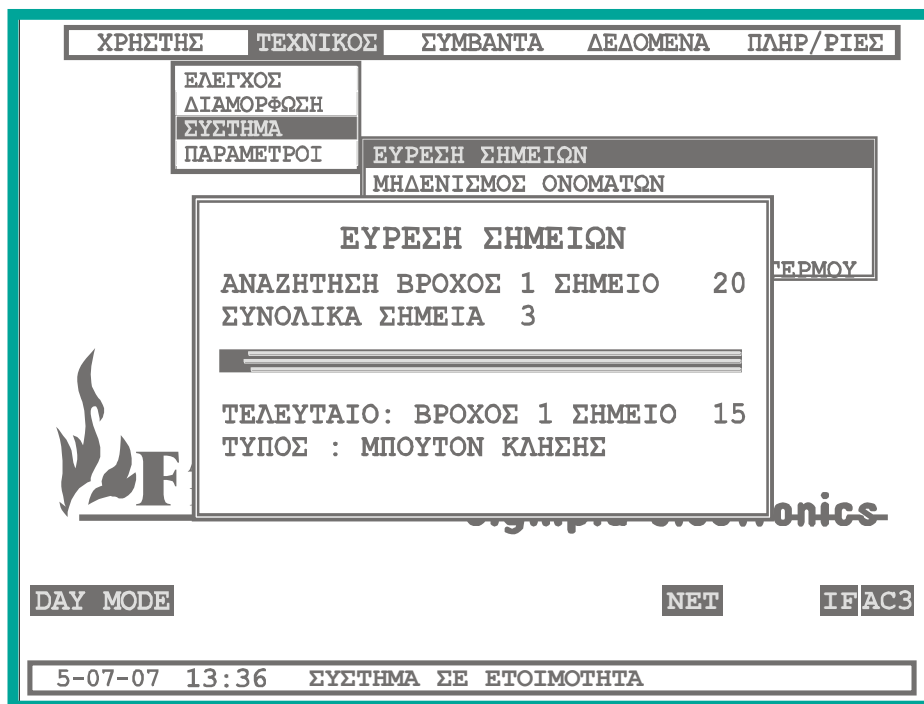 ΧΡΗΣΤΗΣ ΤΕΧΝΙΚΟΣ ΣΥΜΒΑΝΤΑ ΔΕΔΟΜΕΝΑ ΠΛΗΡ/ΡΙΕΣ
ΕΛΕΓΧΟΣ
ΔΙΑΜΟΡΦΩΣΗ
ΣΥΣΤΗΜΑ
ΠΑΡΑΜΕΤΡΟΙ
ΕΥΡΕΣΗ ΣΗΜΕΙΩΝ
ΜΗΔΕΝΙΣΜΟΣ ΟΝΟΜΑΤΩΝ
ΕΥΡΕΣΗ ΣΗΜΕΙΩΝ
ΑΝΑΖΗΤΗΣΗ ΒΡΟΧΟΣ 1 ΣΗΜΕΙΟ 20
ΣΥΝΟΛΙΚΑ ΣΗΜΕΙΑ 3
ΤΕΛΕΥΤΑΙΟ: ΒΡΟΧΟΣ 1 ΣΗΜΕΙΟ 15
ΤΥΠΟΣ : ΜΠΟΥΤΟΝ ΚΛΗΣΗΣ
DAY MODE NET IF AC3
5-07-07 13:36 ΣΥΣΤΗΜΑ ΣΕ ΕΤΟΙΜΟΤΗΤΑ